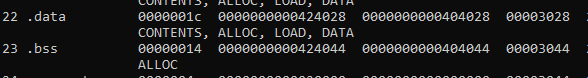 CONTENTS, ALLOC, LOAD, DATA
22 .data 0000001c 0000000000424028 0000000000404028 00003028
CONTENTS, ALLOC, LOAD, DATA
23 .bss 00000014 0000000000424044 0000000000404044 00003044
ALLOC